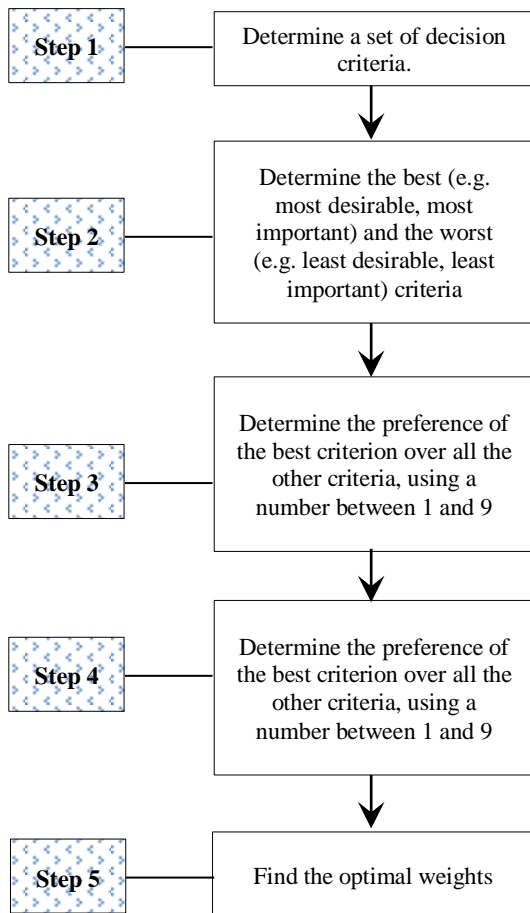 Step 1
Determine a set of decision
criteria.
Step 2
Determine the best (e.g.
most desirable, most
important) and the worst
(e.g. least desirable, least
important) criteria
Step 3
Determine the preference of
the best criterion over all the
other criteria, using a
number between 1 and 9
Step 4
Determine the preference of
the best criterion over all the
other criteria, using a
number between 1 and 9
Step 5
Find the optimal weights